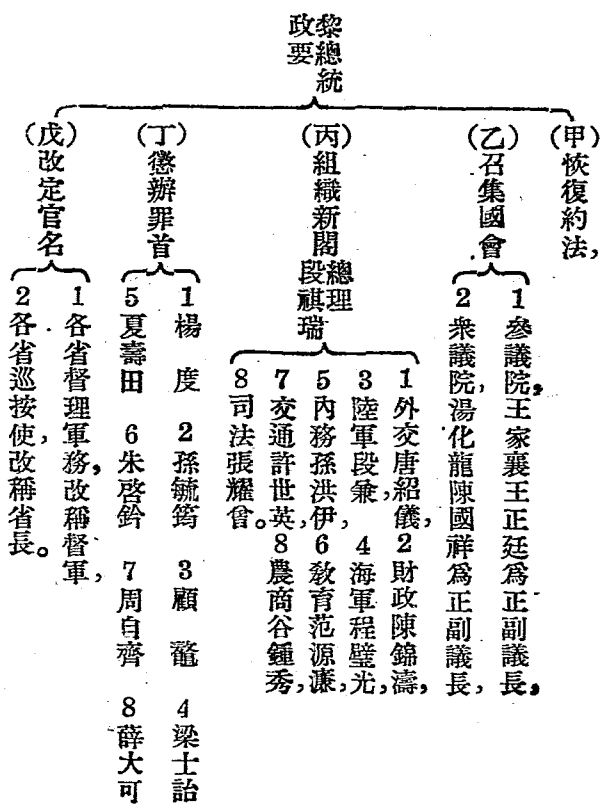 黎總統
政要
(甲)恢復約法，
(乙)召集國會
1參議院，王家襄王正廷爲正副議長，
2衆議院，湯化龍陳國祥爲正副議長，
(丙)組織新閣
總理
段祺瑞
1外交唐紹儀，2財政陳錦濤，
3陸軍段兼，4海軍程璧光，
5內務孫洪伊，6敎育范源濂，
7交通許世英，8農商谷鍾秀，
8司法張耀曾。
(丁)懲辦罪首
1楊 度 2孫毓筠 3顧 鼇 4梁士詒
5夏壽田 6朱啓鈐 7周自齊 8薛大可
(戊)改定官名
1各省督理軍務，改稱督軍，
2各省巡按使，改稱省長。